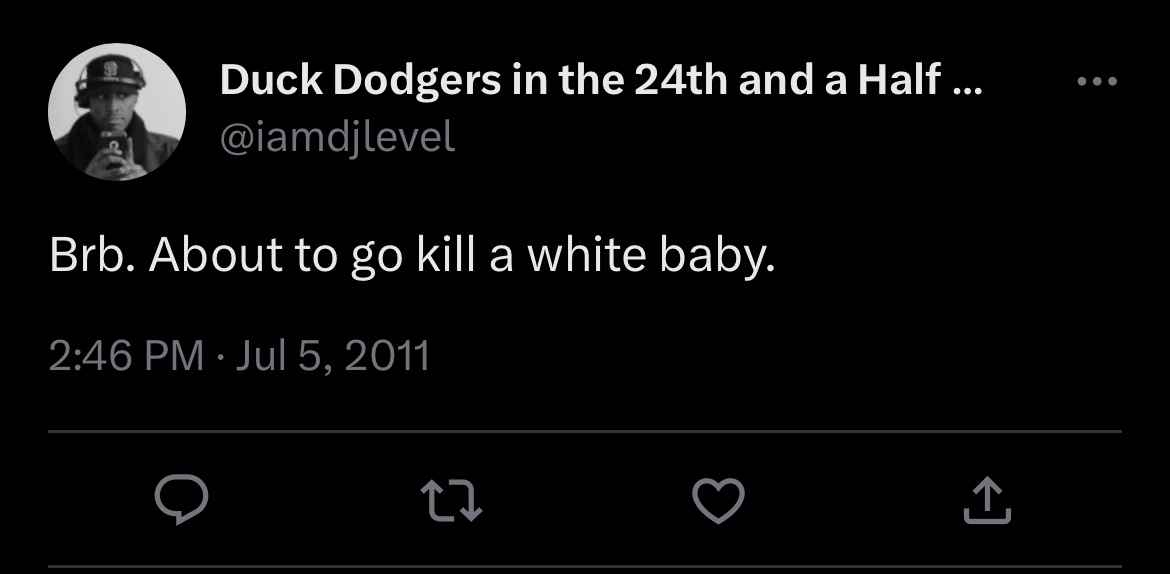 Duck Dodgers in the 24th and a Half ...
@iamdjlevel
Brb. About to go kill a white baby.
2:46 PM · Jul 5, 2011